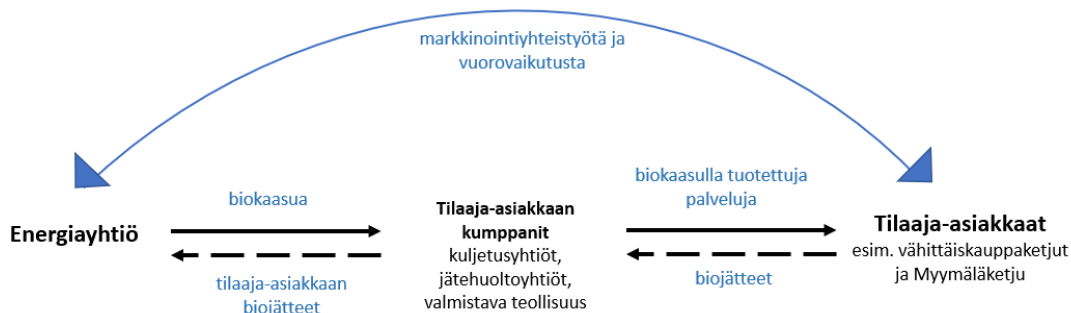 markkinointiyhteistyötä ja
vuorovaikutusta
biokaasua
biokaasulla tuotettuja
palveluja
Energiayhtiö
Tilaaja-asiakkaan
kumppanit
kuljetusyhtiöt,
jätehuoltoyhtiöt,
valmistava teollisuus
Tilaaja-asiakkaat
esim. vähittäiskauppaketjut
ja Myymäläketju
tilaaja-asiakkaan
biojätteet
biojätteet